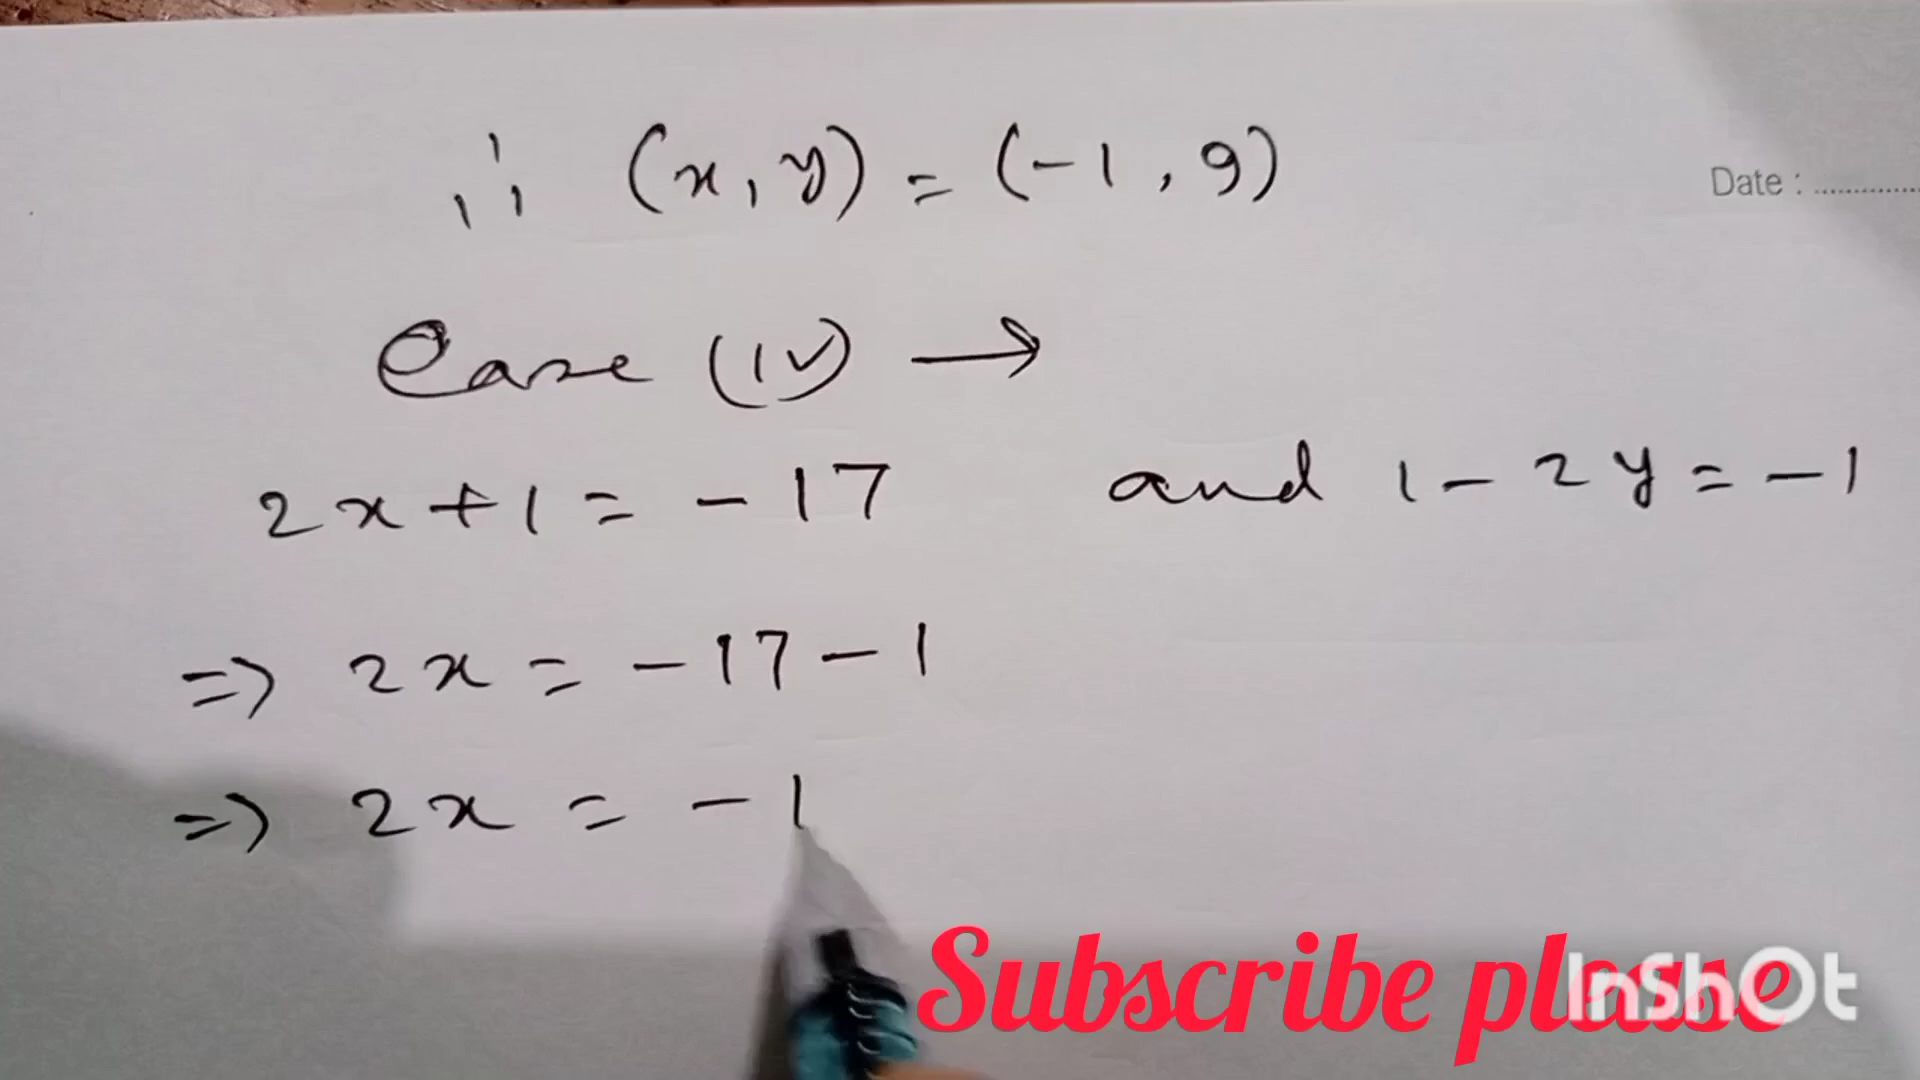 ∴ (x, y) = (-1, 9)
Date : ..............
Case (iv) →
2x + 1 = - 17 and 1 - 2y = -1
=> 2x = -17 - 1
=> 2x = - 1
Subscribe please
InShOt